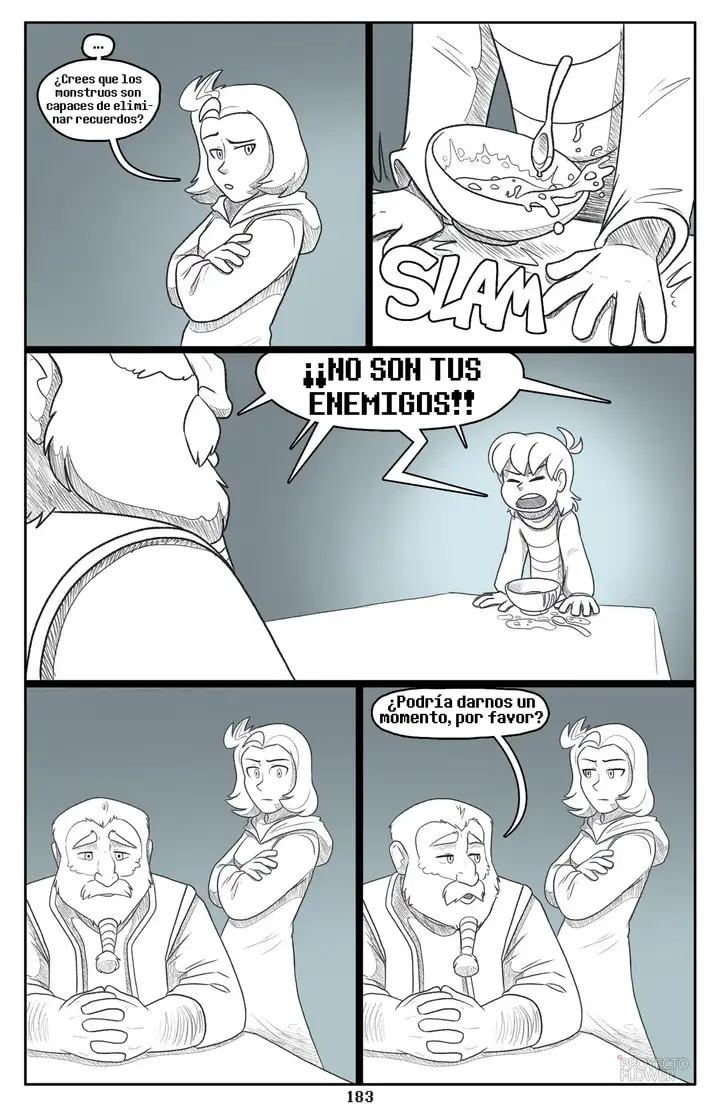 ...
¿Crees que los
monstruos son
capaces de elimi-
nar recuerdos?
SLAM
¡¡NO SON TUS
ENEMIGOS!!
¿Podría darnos un
momento, por favor?
PROYECTO
FLOWER
183